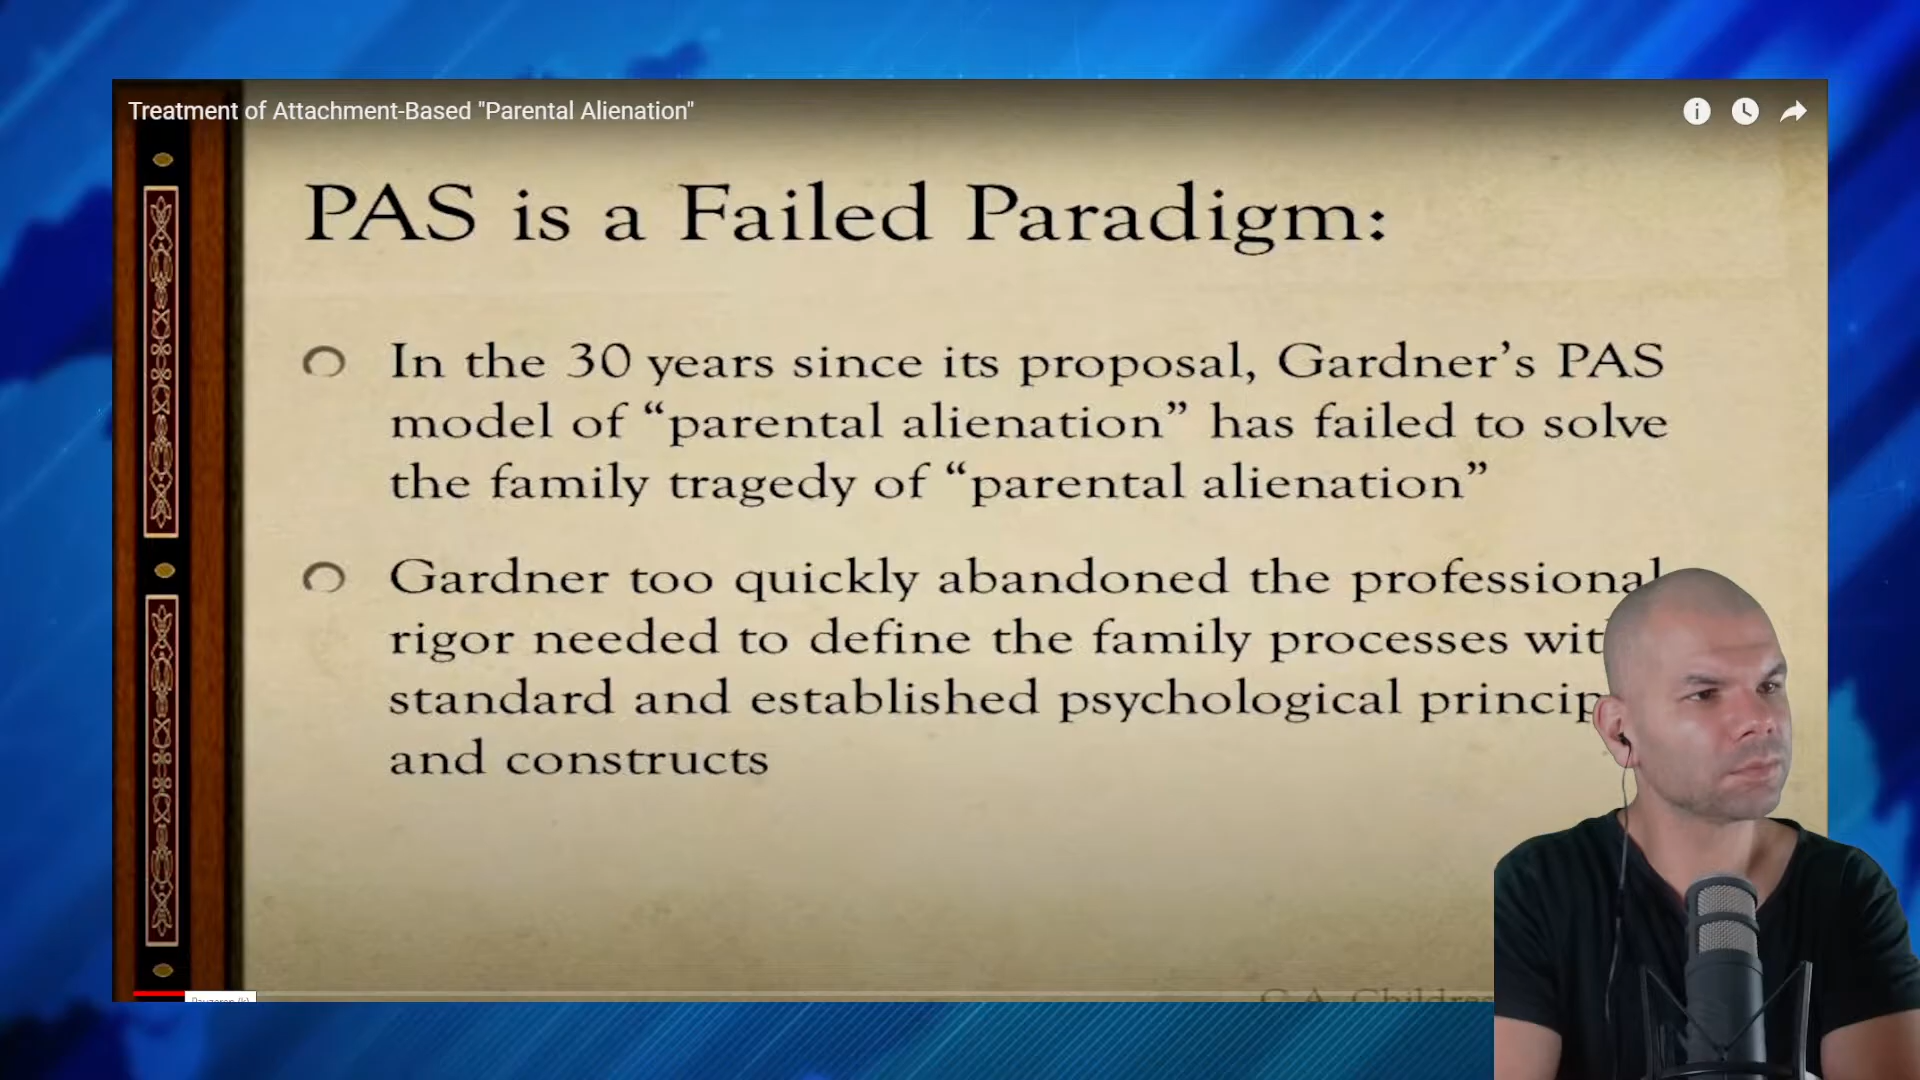 Treatment of Attachment-Based "Parental Alienation"
PAS is a Failed Paradigm:
In the 30 years since its proposal, Gardner’s PAS
model of “parental alienation” has failed to solve
the family tragedy of “parental alienation”
Gardner too quickly abandoned the professional
rigor needed to define the family processes wit
standard and established psychological princip
and constructs
Pauzeren (k)
C.A. Childre